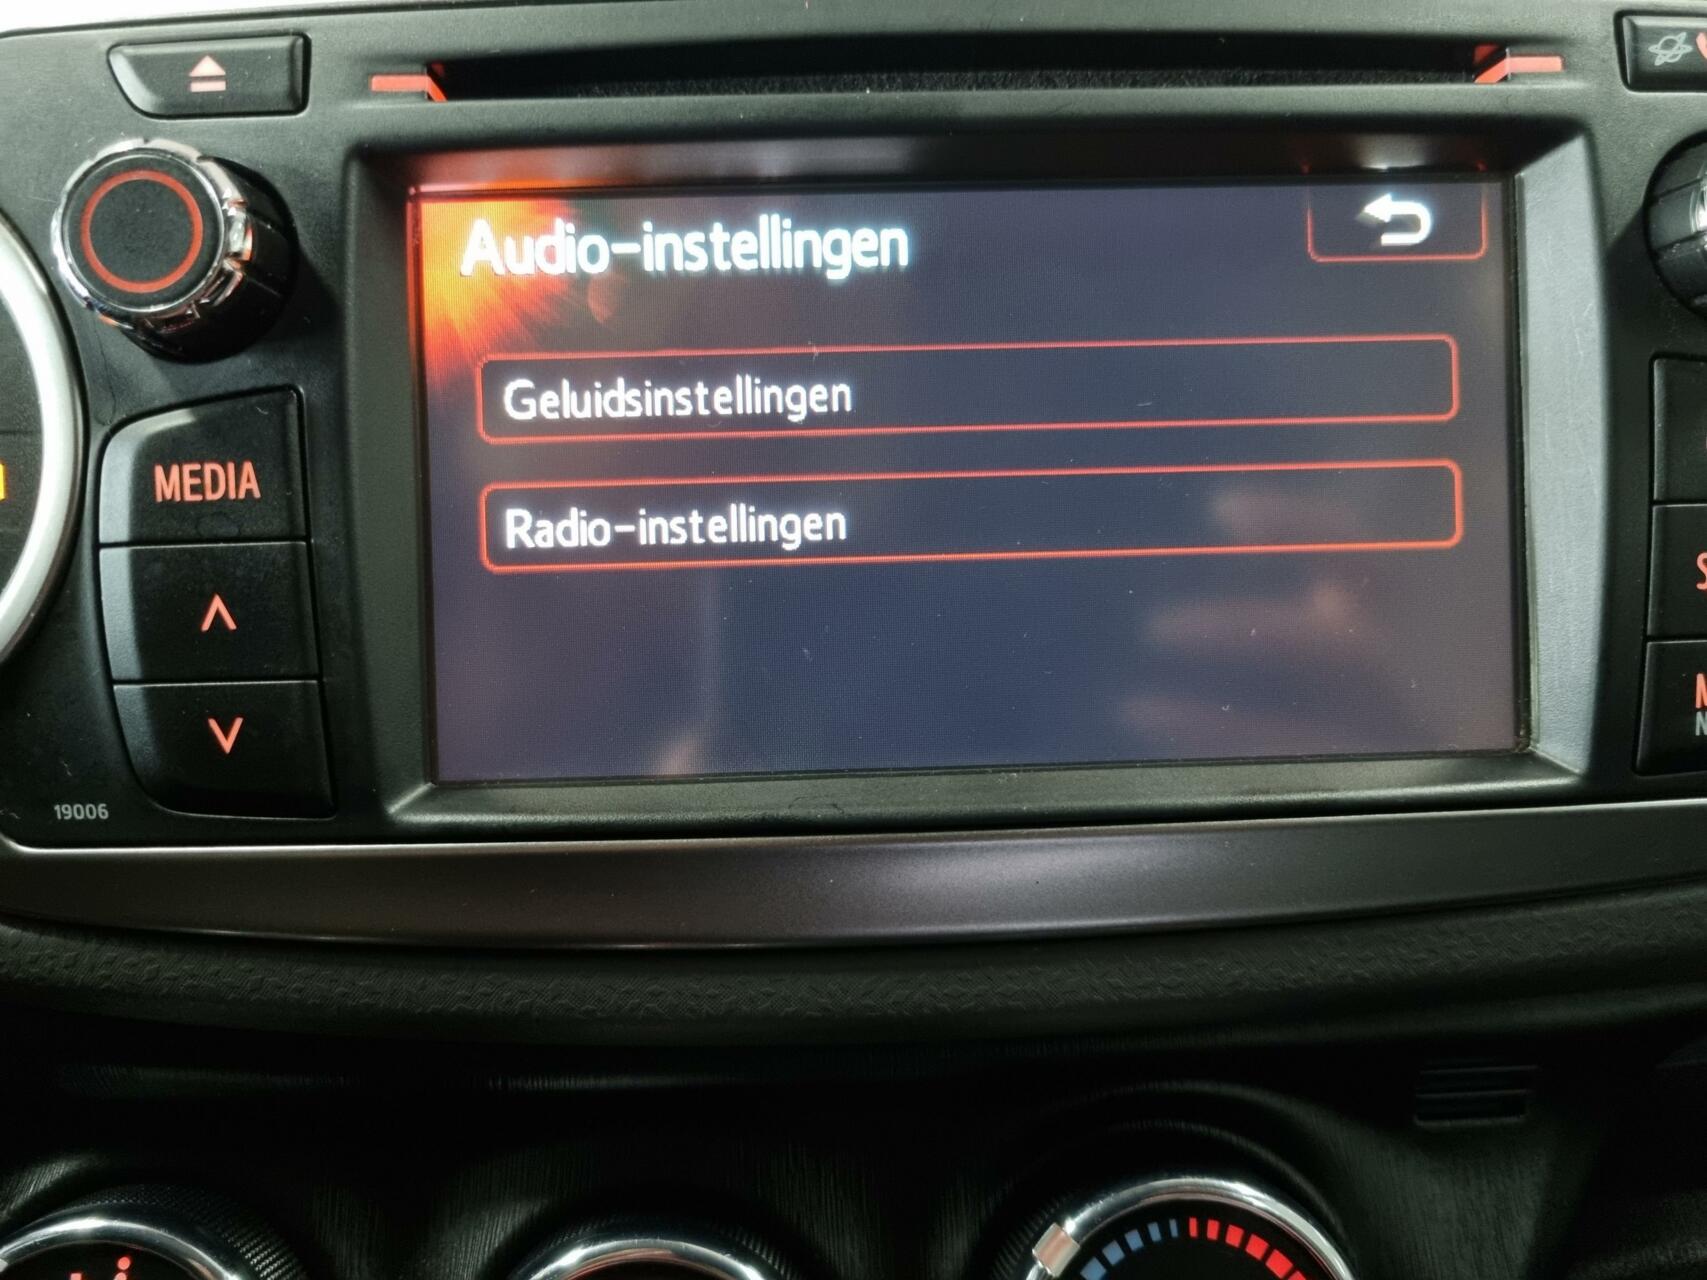 Audio-instellingen
Geluidsinstellingen
MEDIA
Radio-instellingen
19006